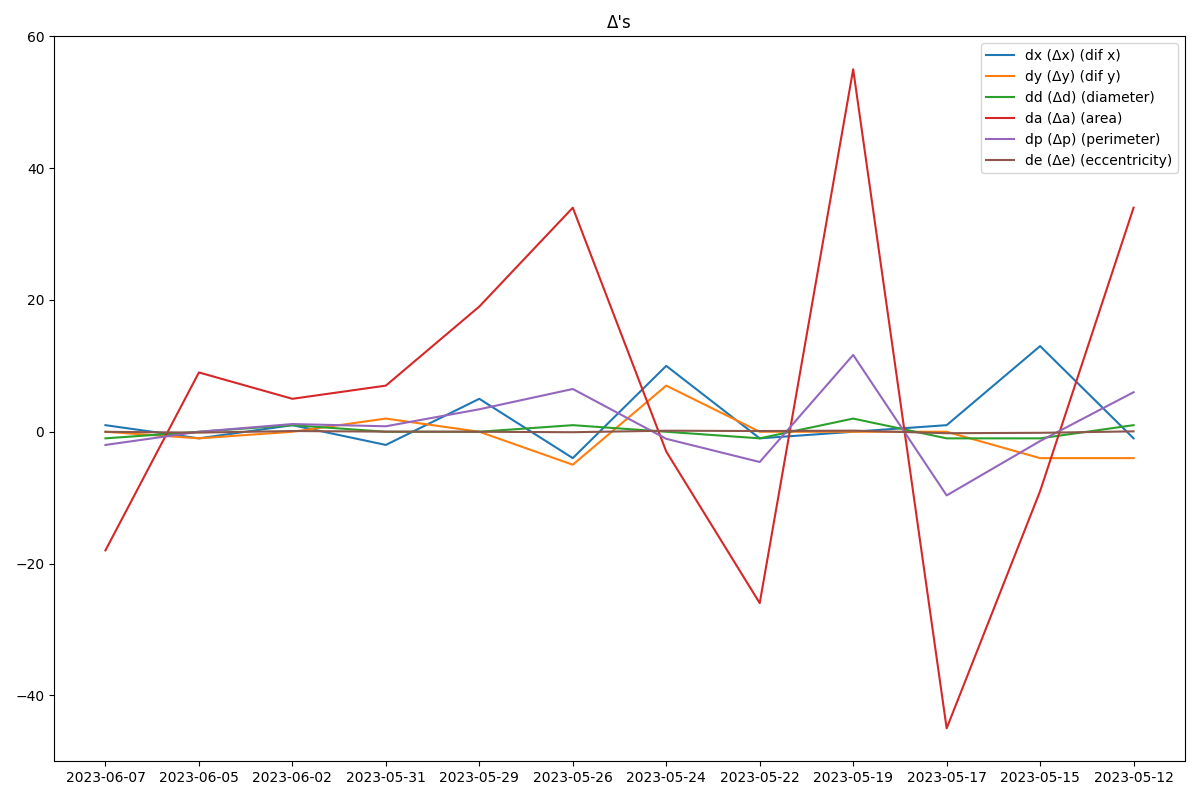 Δ's
60
40
20
0
−20
−40
dx (Δx) (dif x)
dy (Δy) (dif y)
dd (Δd) (diameter)
da (Δa) (area)
dp (Δp) (perimeter)
de (Δe) (eccentricity)
2023-06-07 2023-06-05 2023-06-02 2023-05-31 2023-05-29 2023-05-26 2023-05-24 2023-05-22 2023-05-19 2023-05-17 2023-05-15 2023-05-12